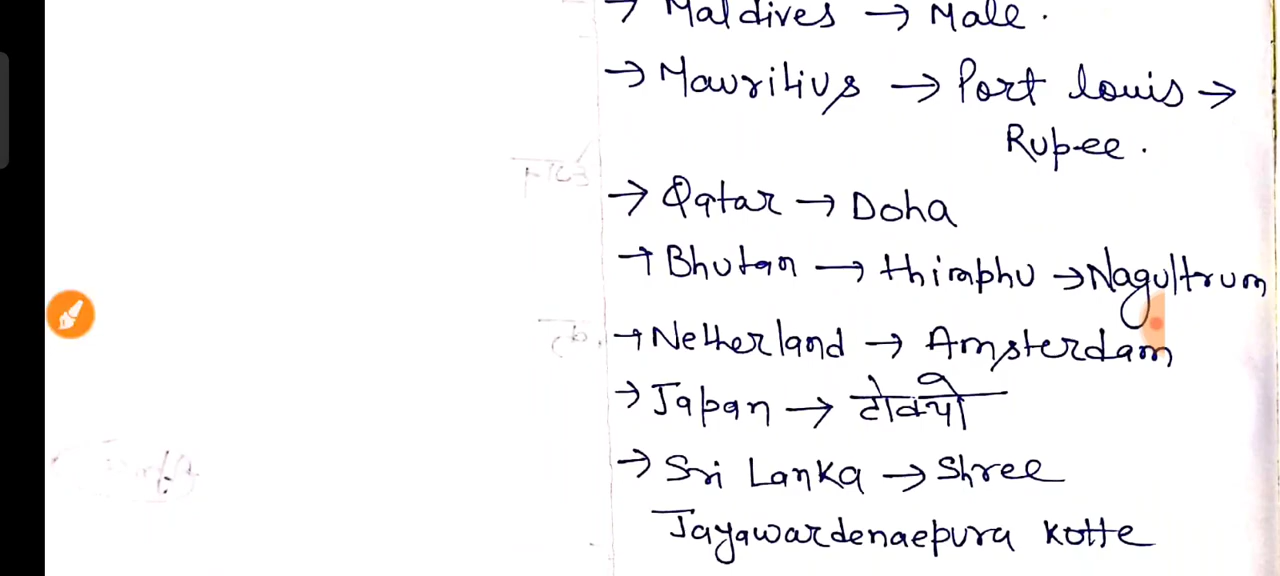 → Maldives → Male.
→ Mauritius → Port louis →
Rupee.
→ Qatar → Doha
→ Bhutan → thimphu → Nagultrum
→ Netherland → Amsterdam
→ Japan → टोक्यो
→ Sri Lanka → Shree
Jayawardenaepura kotte